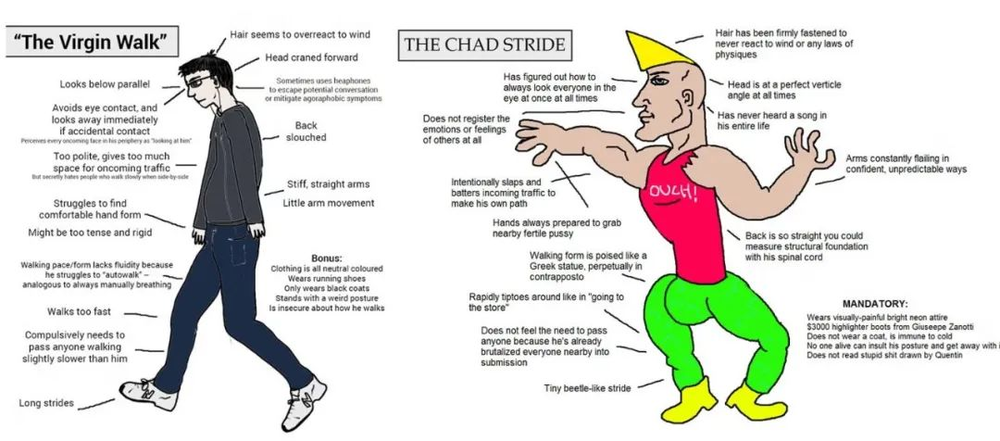 "The Virgin Walk"
Hair seems to overreact to wind
Head craned forward
Looks below parallel
Sometimes uses heaphones
to escape potential conversation
or mitigate agoraphobic symptoms
Avoids eye contact, and
looks away immediately
if accidental contact
Perceives every oncoming face in his periphery as "looking at him"
Back
slouched
Too polite, gives too much
space for oncoming traffic
But secretly hates people who walk slowly when side-by-side
Stiff, straight arms
Little arm movement
Struggles to find
comfortable hand form
Might be too tense and rigid
Walking pace/form lacks fluidity because
he struggles to "autowalk" –
analogous to always manually breathing
Bonus:
Clothing is all neutral coloured
Wears running shoes
Only wears black coats
Stands with a weird posture
Is insecure about how he walks
Walks too fast
Compulsively needs to
pass anyone walking
slightly slower than him
Long strides
THE CHAD STRIDE
Hair has been firmly fastened to
never react to wind or any laws of
physiques
Has figured out how to
always look everyone in the
eye at once at all times
Head is at a perfect verticle
angle at all times
Does not register the
emotions or feelings
of others at all
Has never heard a song in
his entire life
Arms constantly flailing in
confident, unpredictable ways
OUCH!
Intentionally slaps and
batters incoming traffic to
make his own path
Hands always prepared to grab
nearby fertile pussy
Back is so straight you could
measure structural foundation
with his spinal cord
Walking form is poised like a
Greek statue, perpetually in
contrapposto
Rapidly tiptoes around like in "going to
the store"
Does not feel the need to pass
anyone because he's already
brutalized everyone nearby into
submission
Tiny beetle-like stride
MANDATORY:
Wears visually-painful bright neon attire
$3000 highlighter boots from Giuseepe Zanotti
Does not wear a coat, is immune to cold
No one alive can insult his posture and get away with i
Does not read stupid shit drawn by Quentin